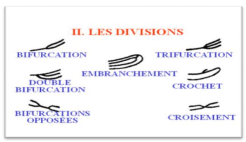 II. LES DIVISIONS
BIFURCATION
TRIFURCATION
EMBRANCHEMENT
DOUBLE
BIFURCATION
CROCHET
BIFURCATIONS
OPPOSÉES
CROISEMENT